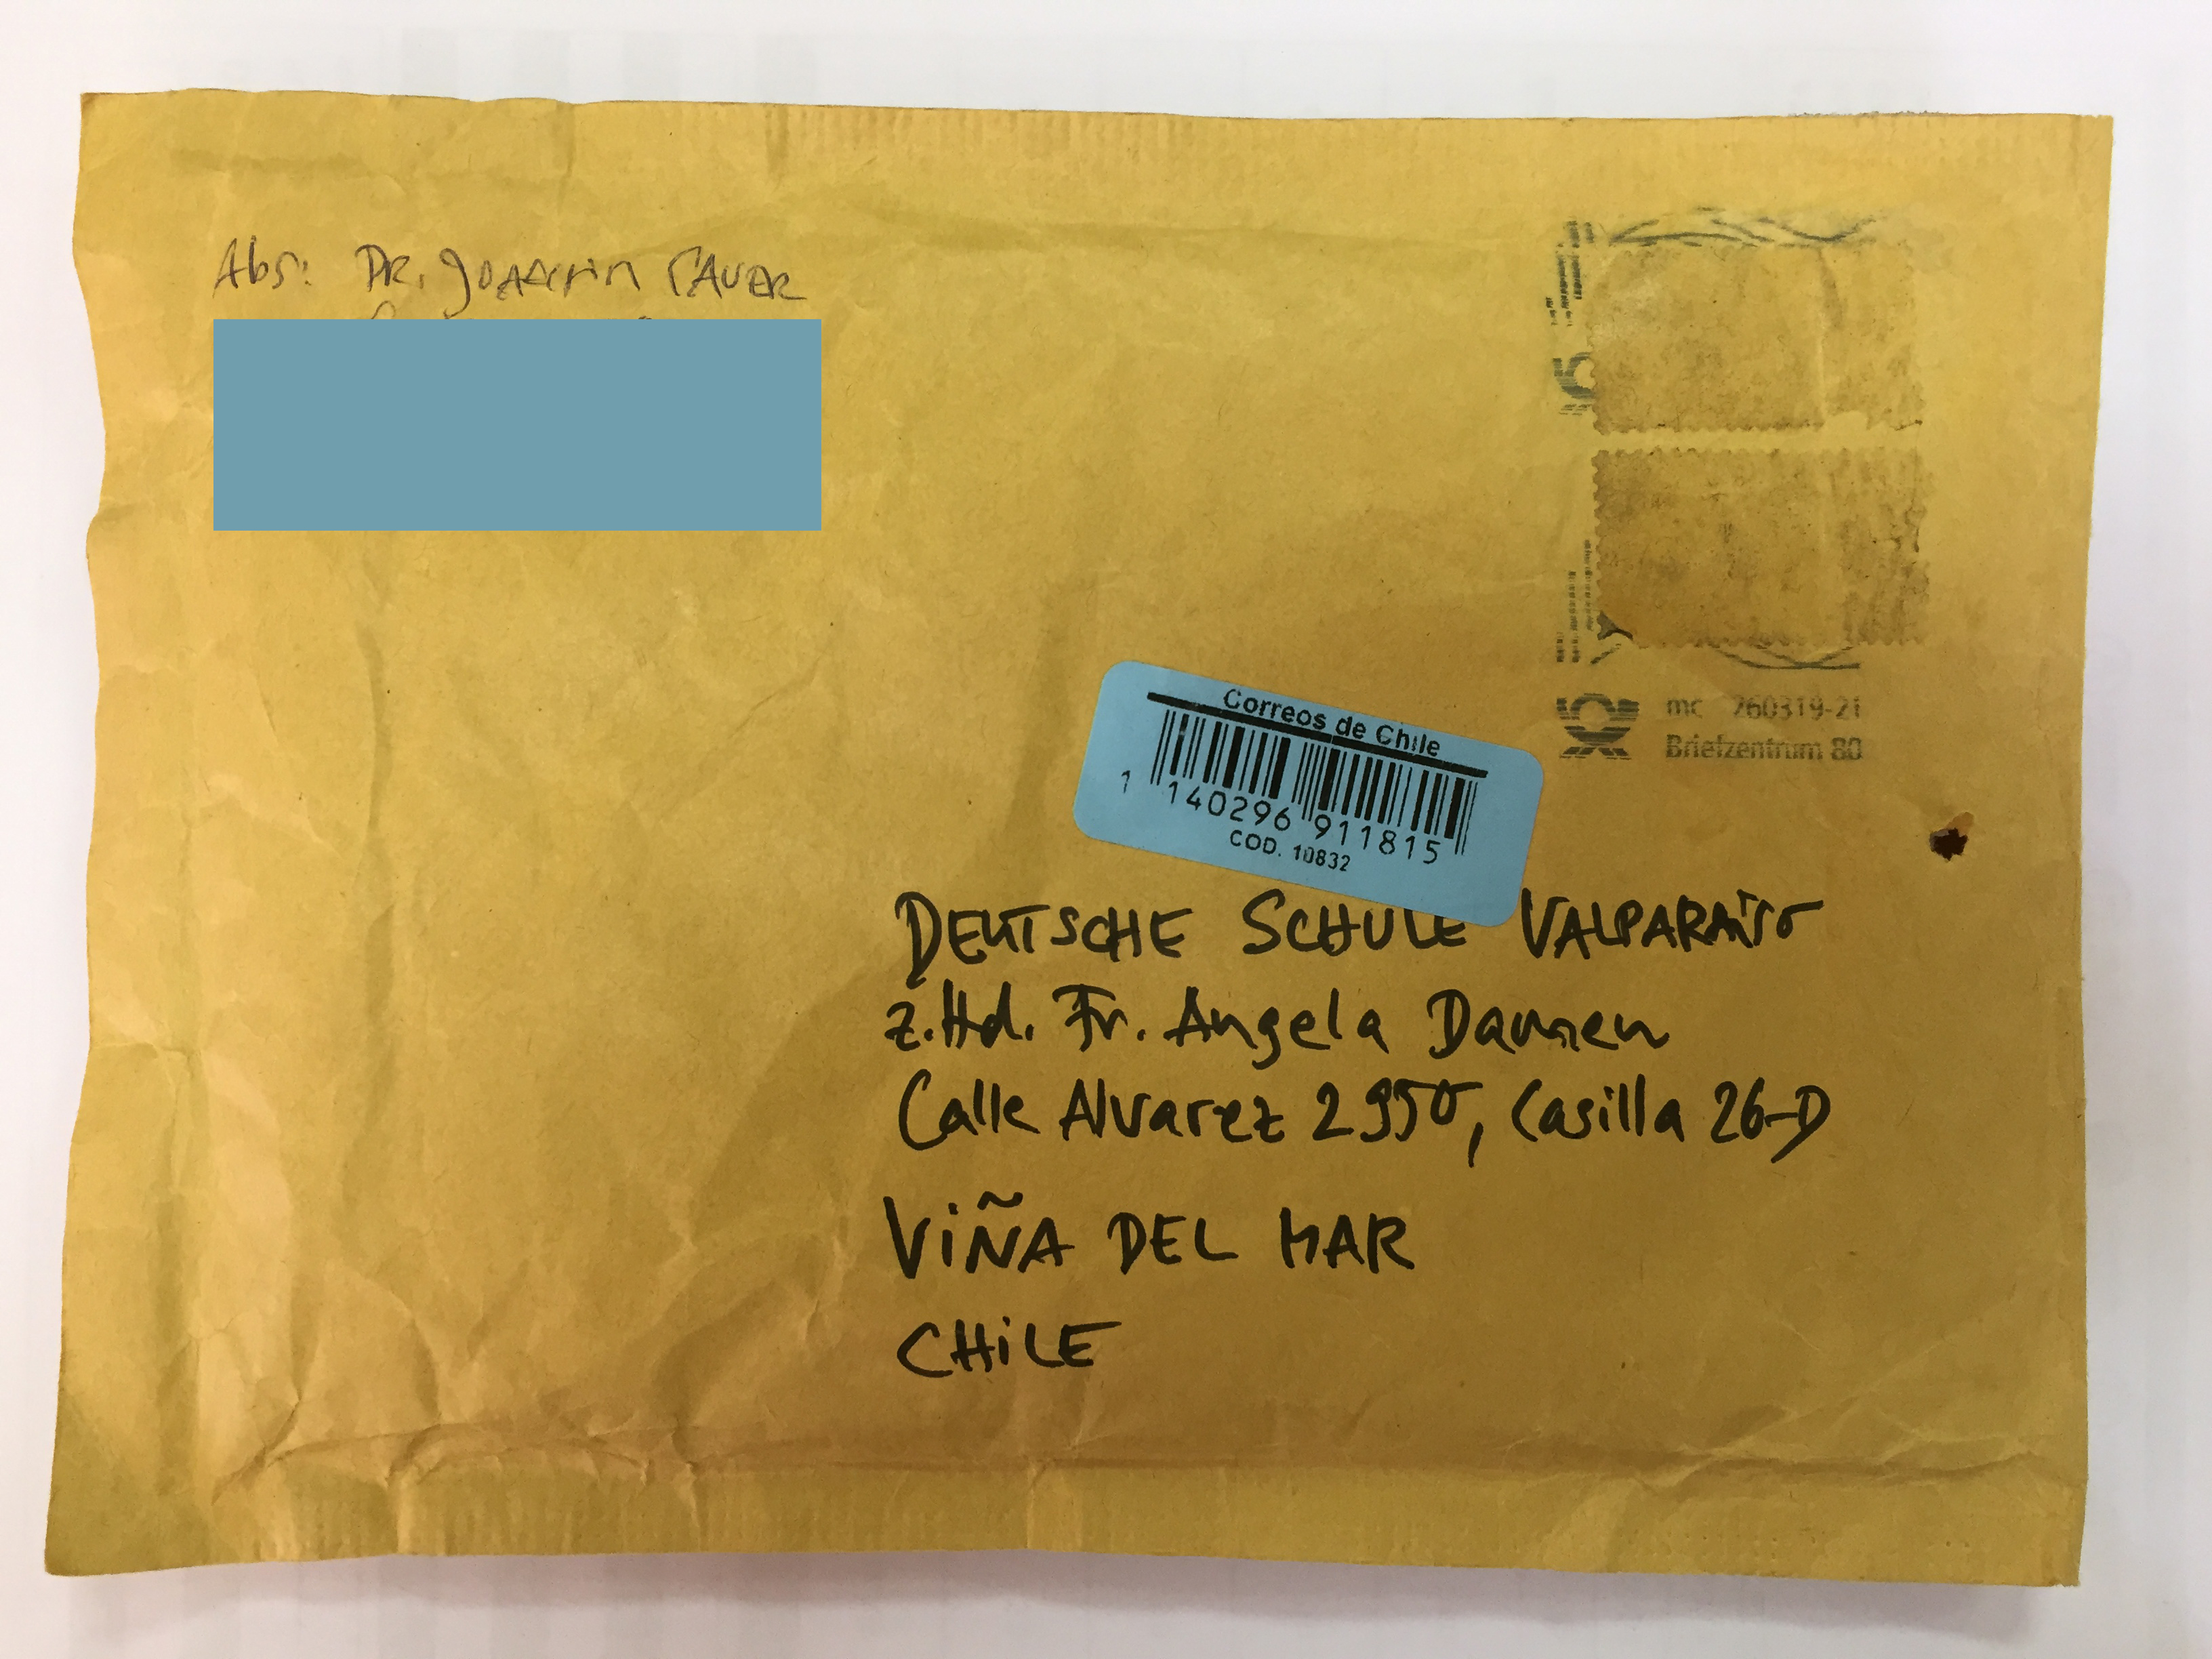 Abs: DR. JOACHIM SAUER
mc 260319-21
Briefzentrum 80
Correos de Chile
1 140296 911815
COD. 10832
DEUTSCHE SCHULE VALPARAÍSO
z.Hd. Fr. Angela Damen
Calle Alvarez 2950, Casilla 26-D
VIÑA DEL MAR
CHILE